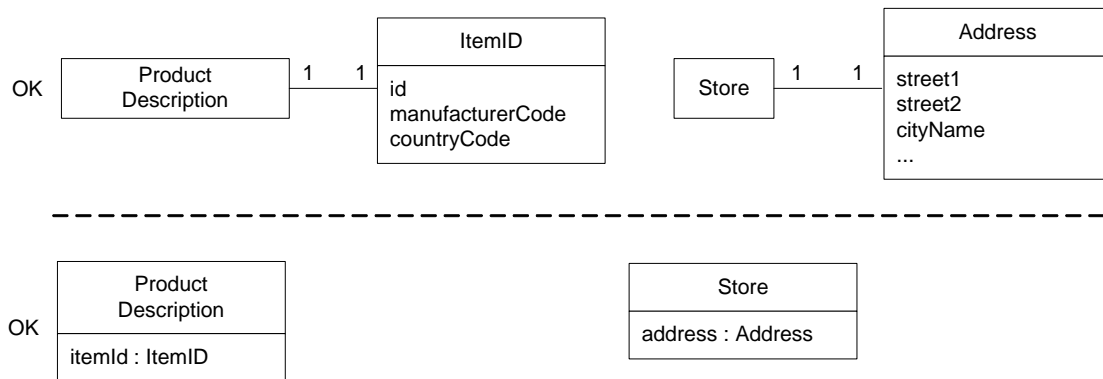 OK
Product
Description
1 1
ItemID
id
manufacturerCode
countryCode
Store
1 1
Address
street1
street2
cityName
...
OK
Product
Description
itemId : ItemID
Store
address : Address